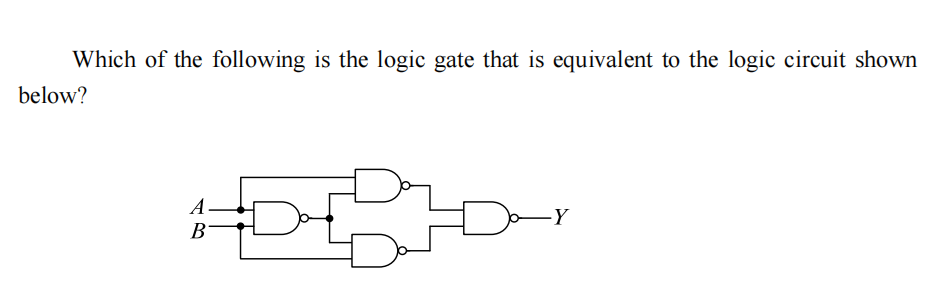 Which of the following is the logic gate that is equivalent to the logic circuit shown
below?
A
B
Y